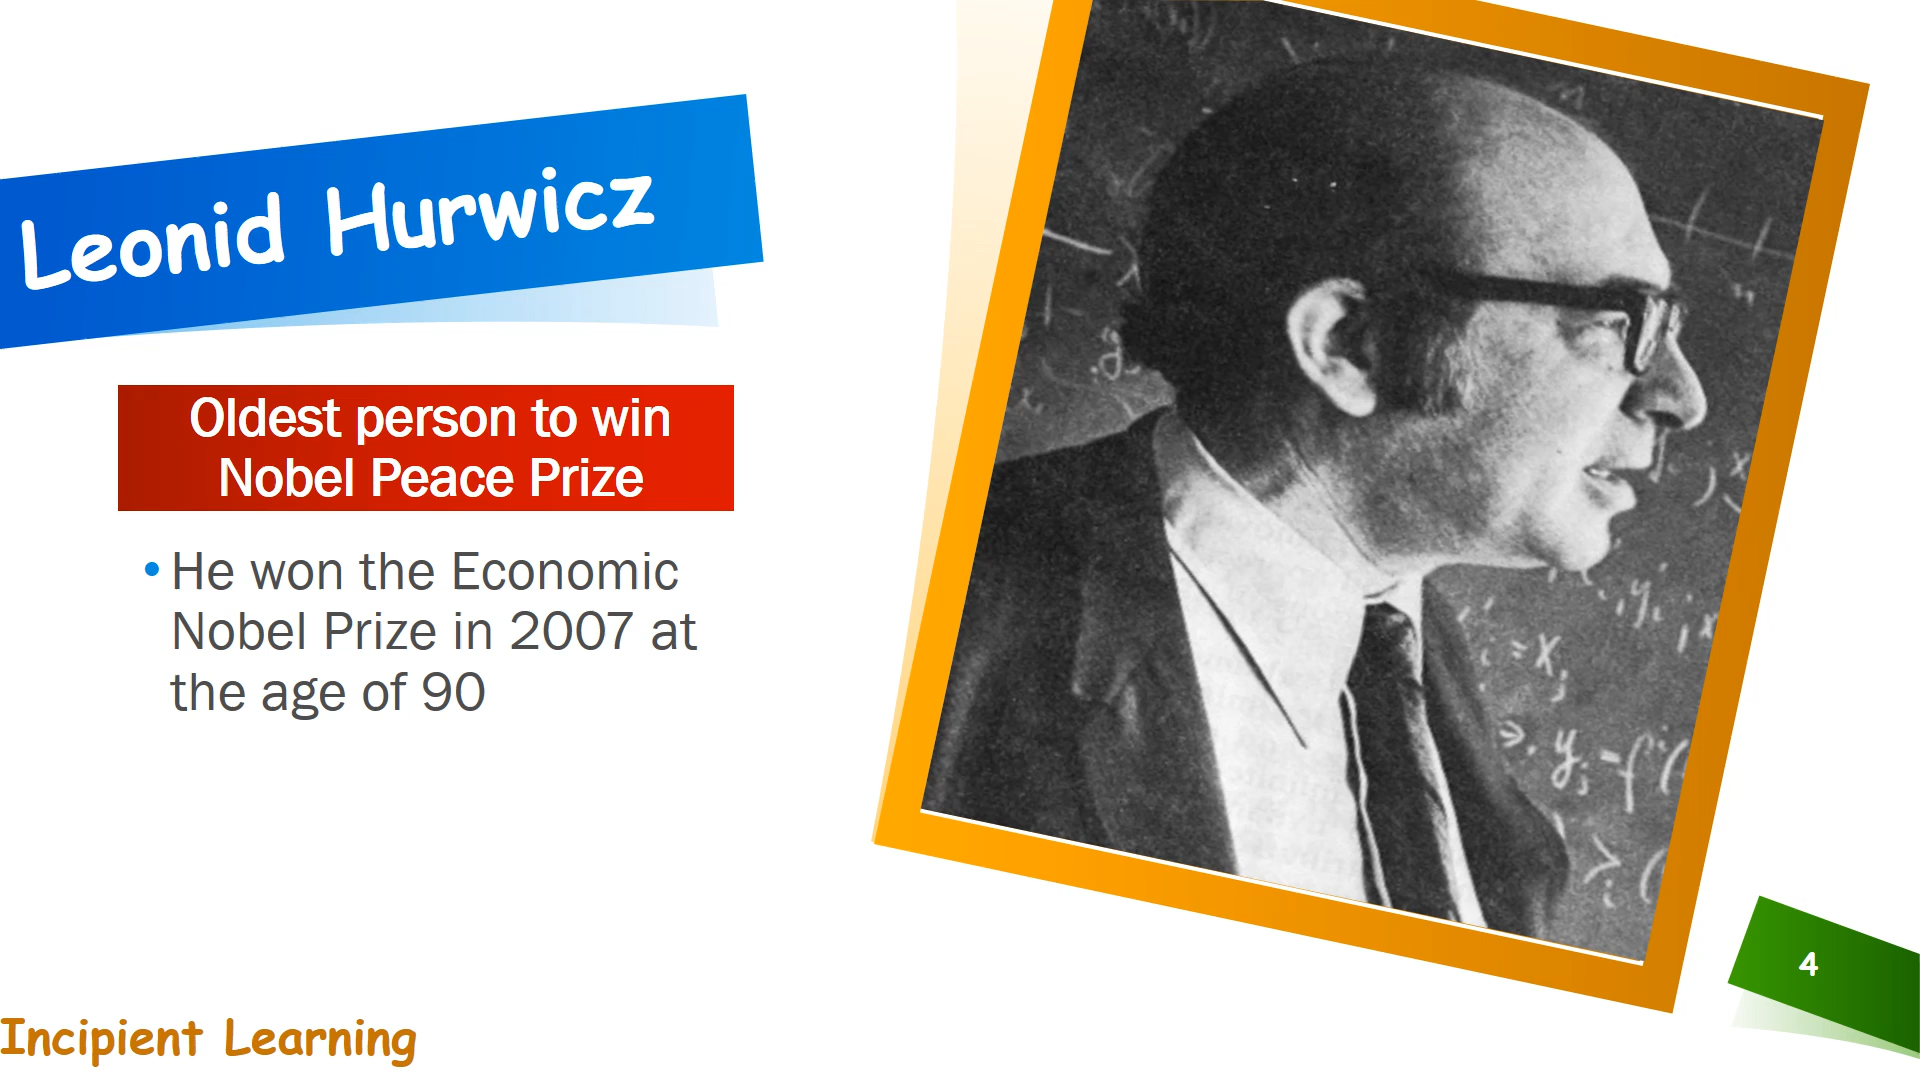 Leonid Hurwicz
Oldest person to win
Nobel Peace Prize
• He won the Economic
Nobel Prize in 2007 at
the age of 90
= x j
⇒. y j = f i (
4
Incipient Learning